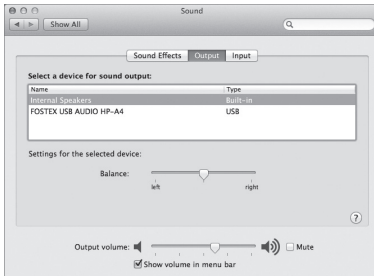 Sound
Show All
Sound Effects Output Input
Select a device for sound output:
Name Type
Internal Speakers Built-in
FOSTEX USB AUDIO HP-A4 USB
Settings for the selected device:
Balance:
left right
?
Output volume: Mute
Show volume in menu bar